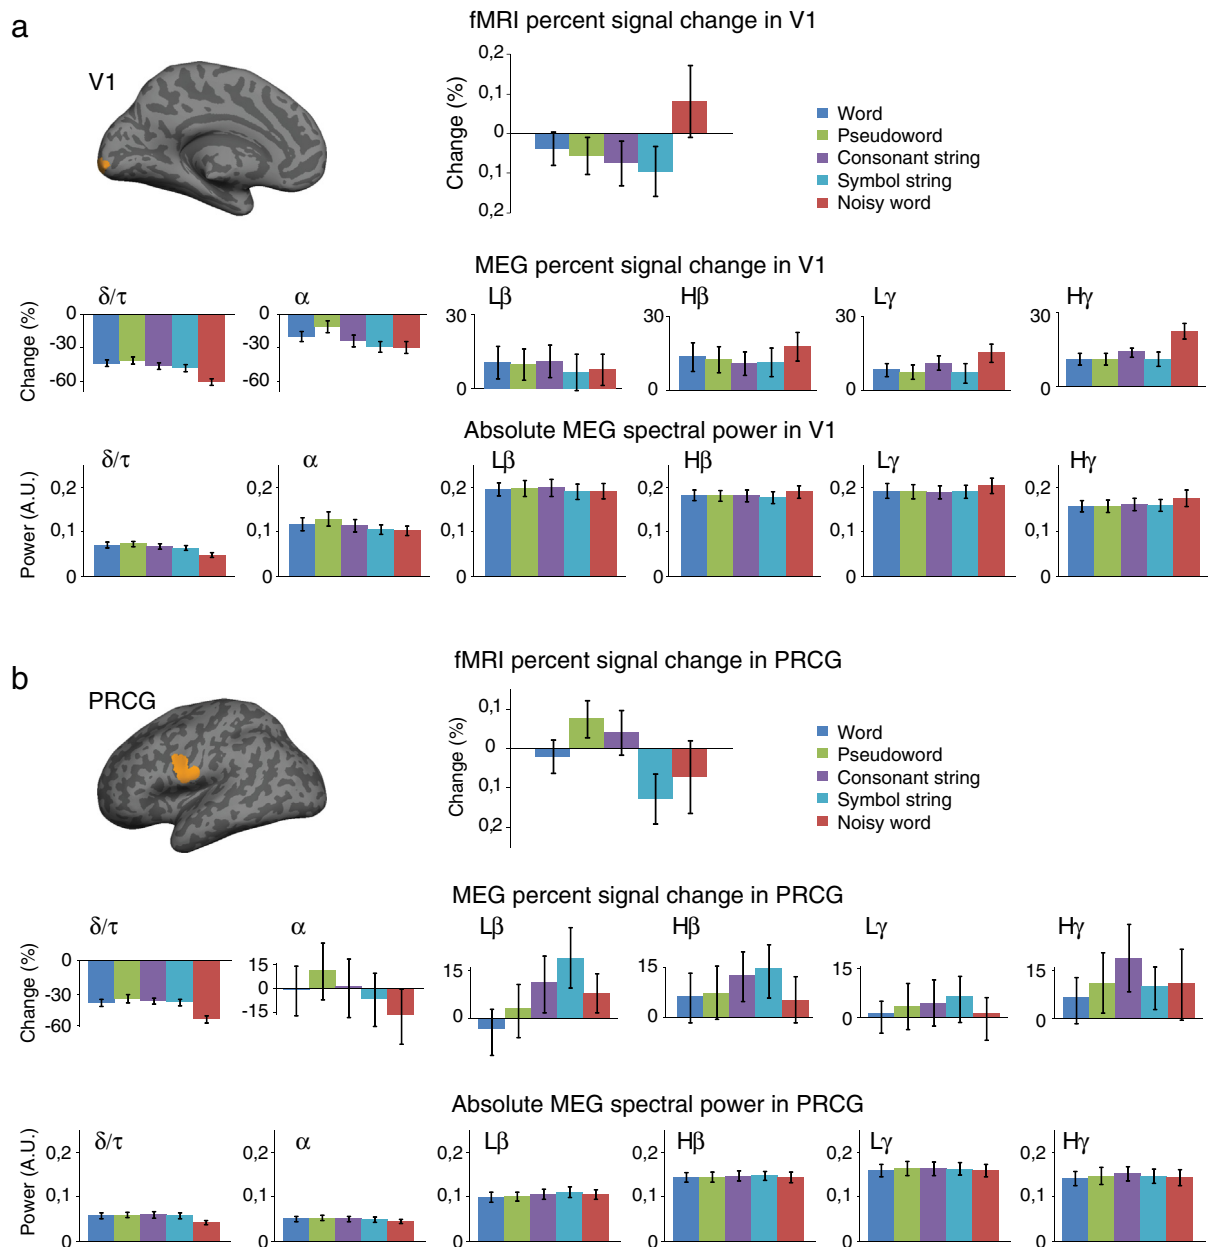 a
fMRI percent signal change in V1
V1
Change (%)
0,2
0,1
0
0,1
0,2
Word
Pseudoword
Consonant string
Symbol string
Noisy word
MEG percent signal change in V1
Change (%)
δ/τ
0
-30
-60
α
0
-30
-60
Lβ
30
0
Hβ
30
0
Lγ
30
0
Hγ
30
0
Absolute MEG spectral power in V1
Power (A.U.)
δ/τ
0,2
0,1
0
α
0,2
0,1
0
Lβ
0,2
0,1
0
Hβ
0,2
0,1
0
Lγ
0,2
0,1
0
Hγ
0,2
0,1
0
b
fMRI percent signal change in PRCG
PRCG
Change (%)
0,1
0
0,1
0,2
Word
Pseudoword
Consonant string
Symbol string
Noisy word
MEG percent signal change in PRCG
Change (%)
δ/τ
0
-30
-60
α
15
0
-15
Lβ
15
0
Hβ
15
0
Lγ
15
0
Hγ
15
0
Absolute MEG spectral power in PRCG
Power (A.U.)
δ/τ
0,2
0,1
0
α
0,2
0,1
0
Lβ
0,2
0,1
0
Hβ
0,2
0,1
0
Lγ
0,2
0,1
0
Hγ
0,2
0,1
0